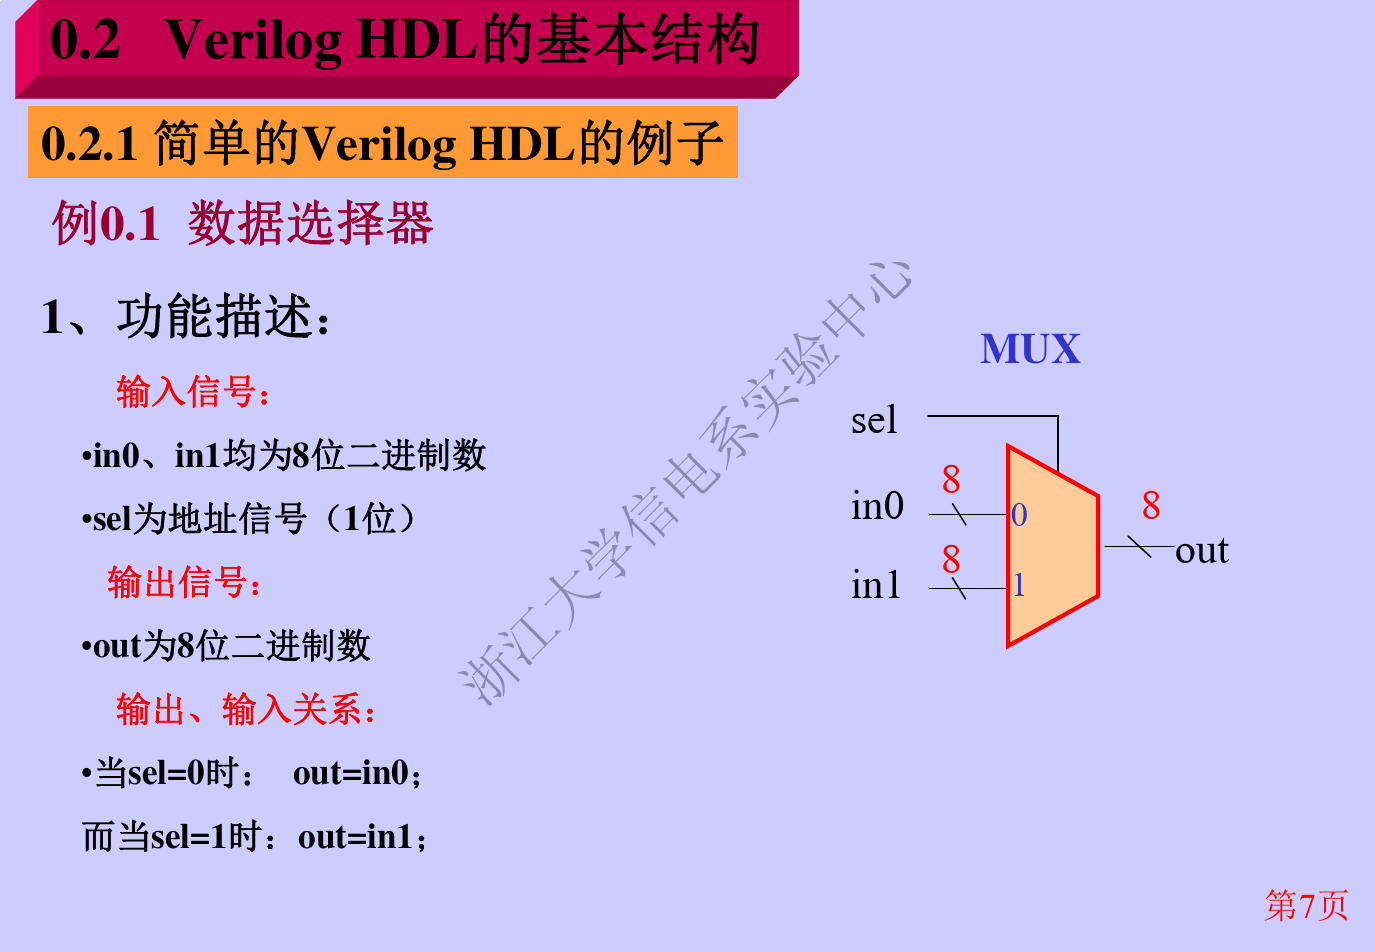 0.2 Verilog HDL的基本结构
0.2.1 简单的Verilog HDL的例子
例0.1 数据选择器
1、功能描述：
输入信号：
•in0、in1均为8位二进制数
•sel为地址信号（1位）
输出信号：
•out为8位二进制数
输出、输入关系：
•当sel=0时： out=in0；
而当sel=1时：out=in1；
浙江大学信电系实验中心
MUX
sel
8
in0
0
8
out
8
in1
1
第7页